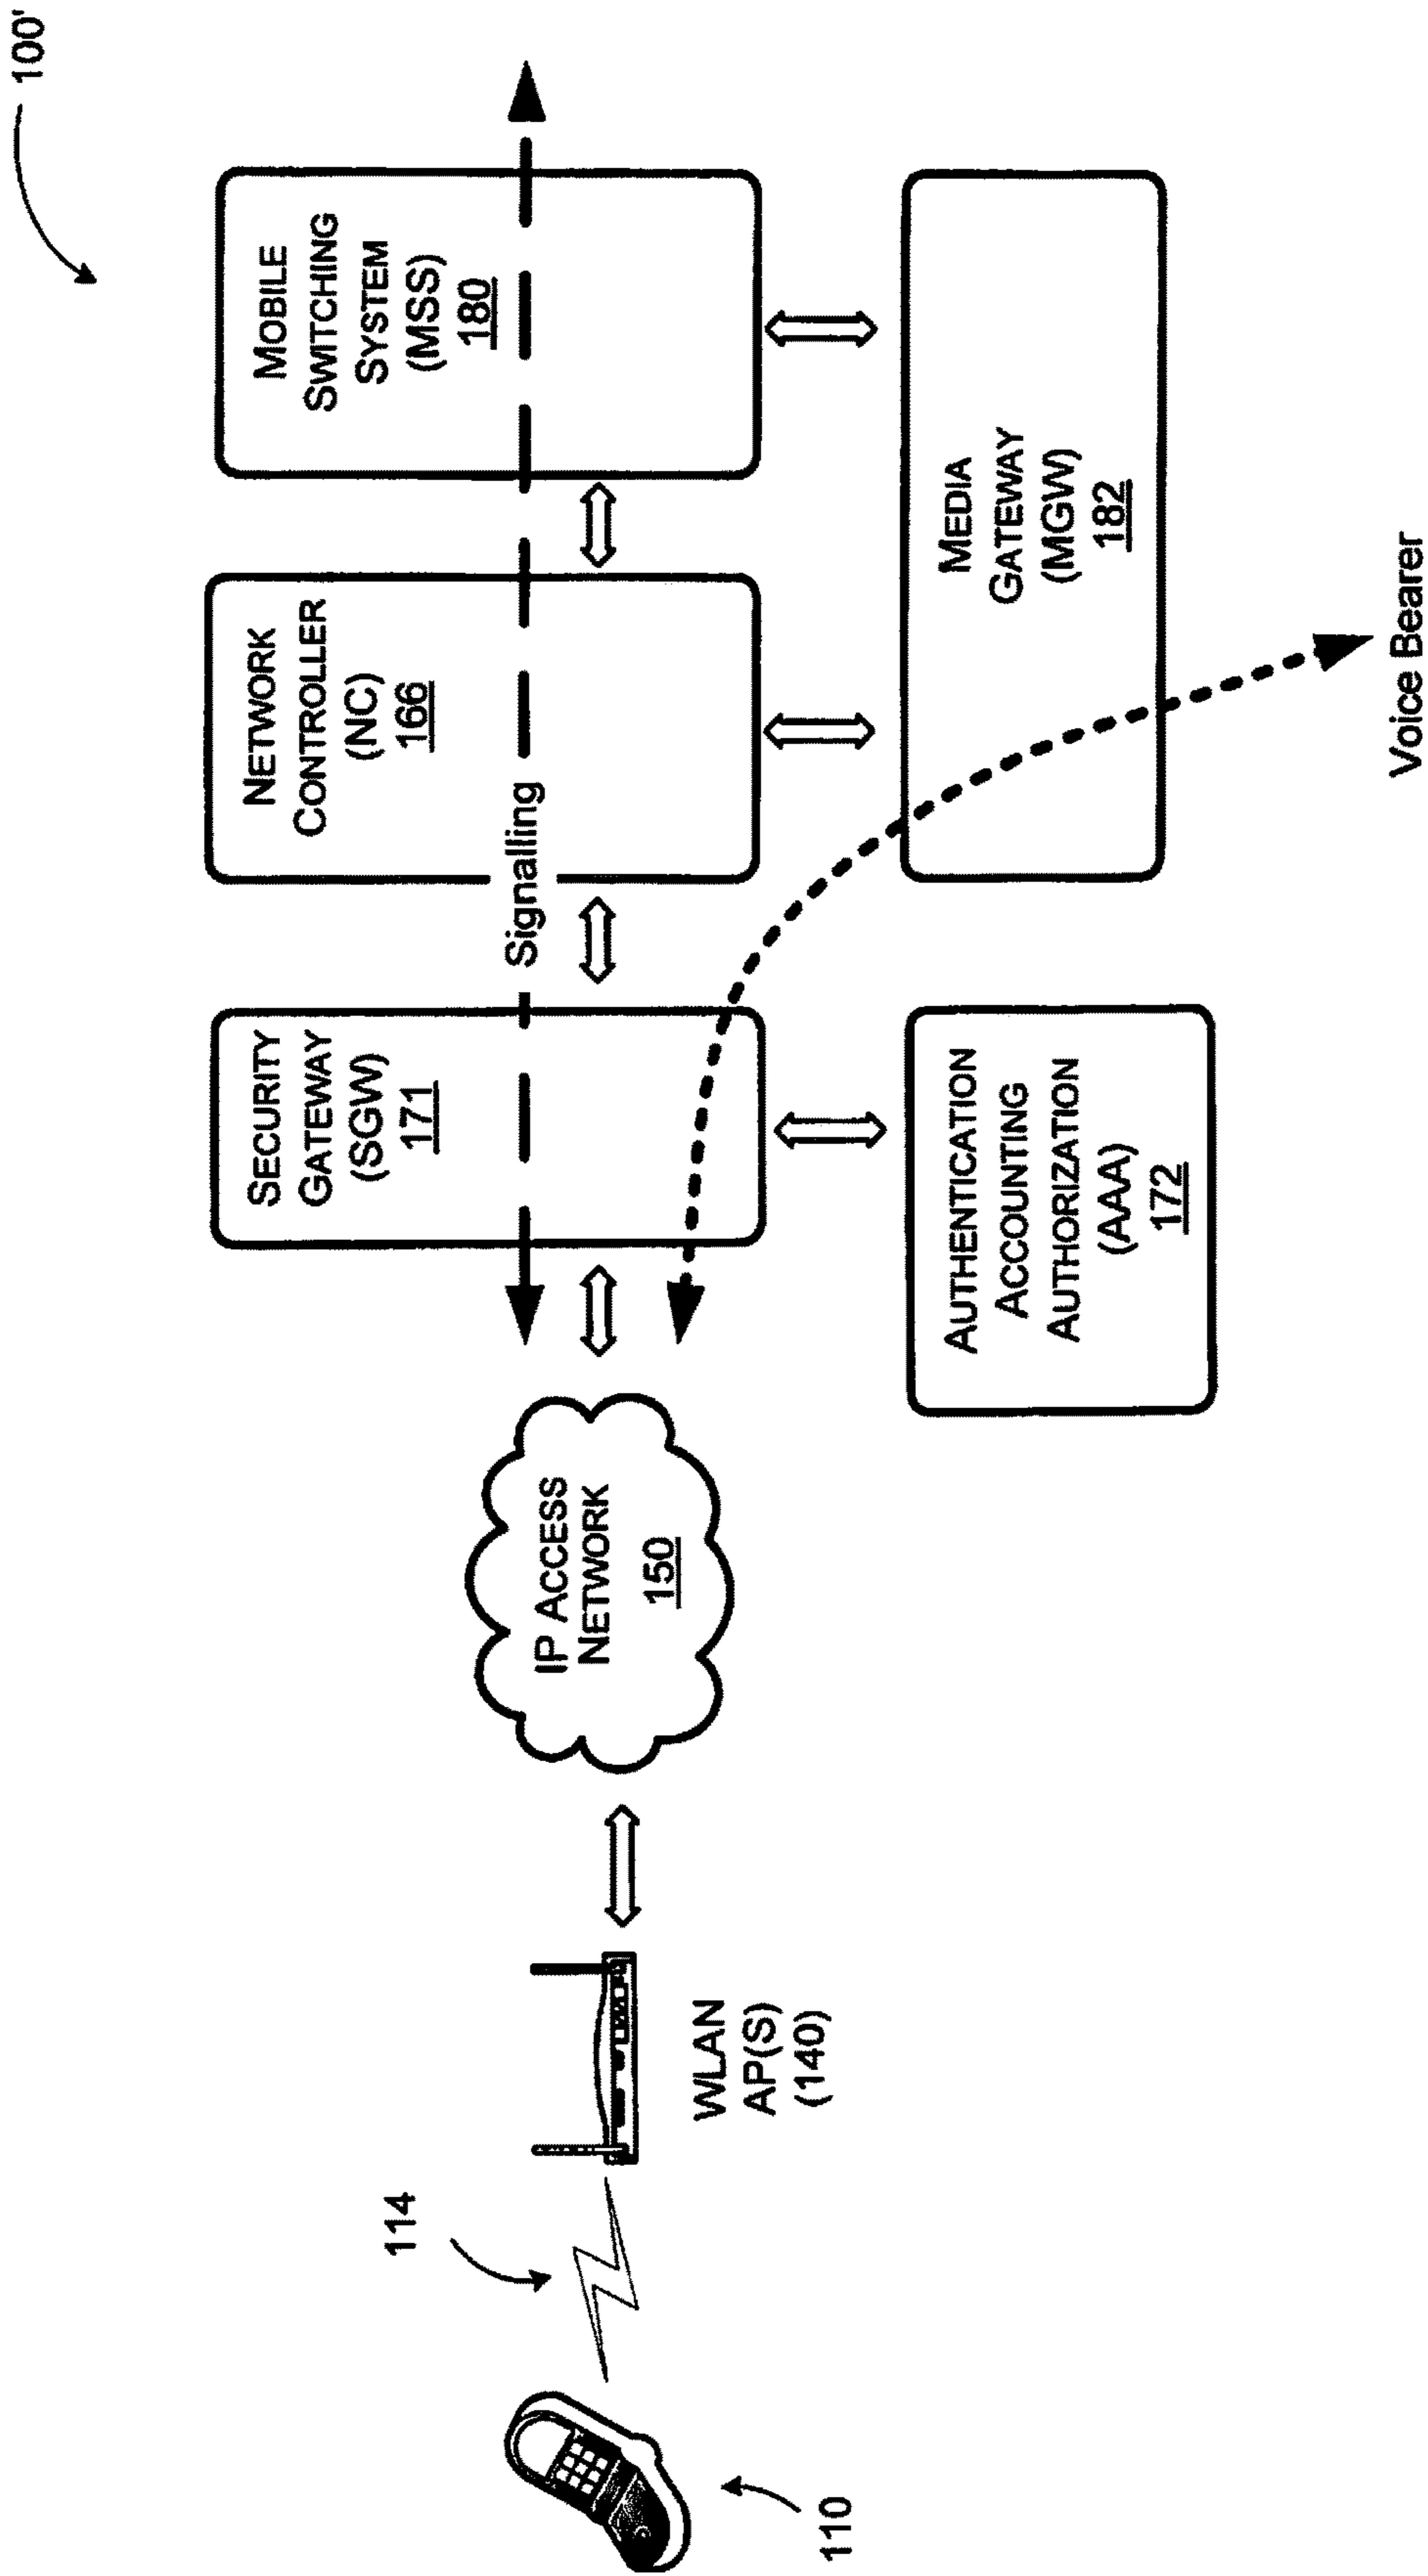 100'
SECURITY
GATEWAY
(SGW)
171
NETWORK
CONTROLLER
(NC)
166
MOBILE
SWITCHING
SYSTEM
(MSS)
180
114
Signalling
IP ACCESS
NETWORK
150
110
WLAN
AP(S)
(140)
AUTHENTICATION
ACCOUNTING
AUTHORIZATION
(AAA)
172
MEDIA
GATEWAY
(MGW)
182
Voice Bearer